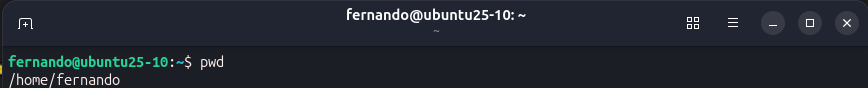 fernando@ubuntu25-10: ~
~
fernando@ubuntu25-10:~$ pwd
/home/fernando